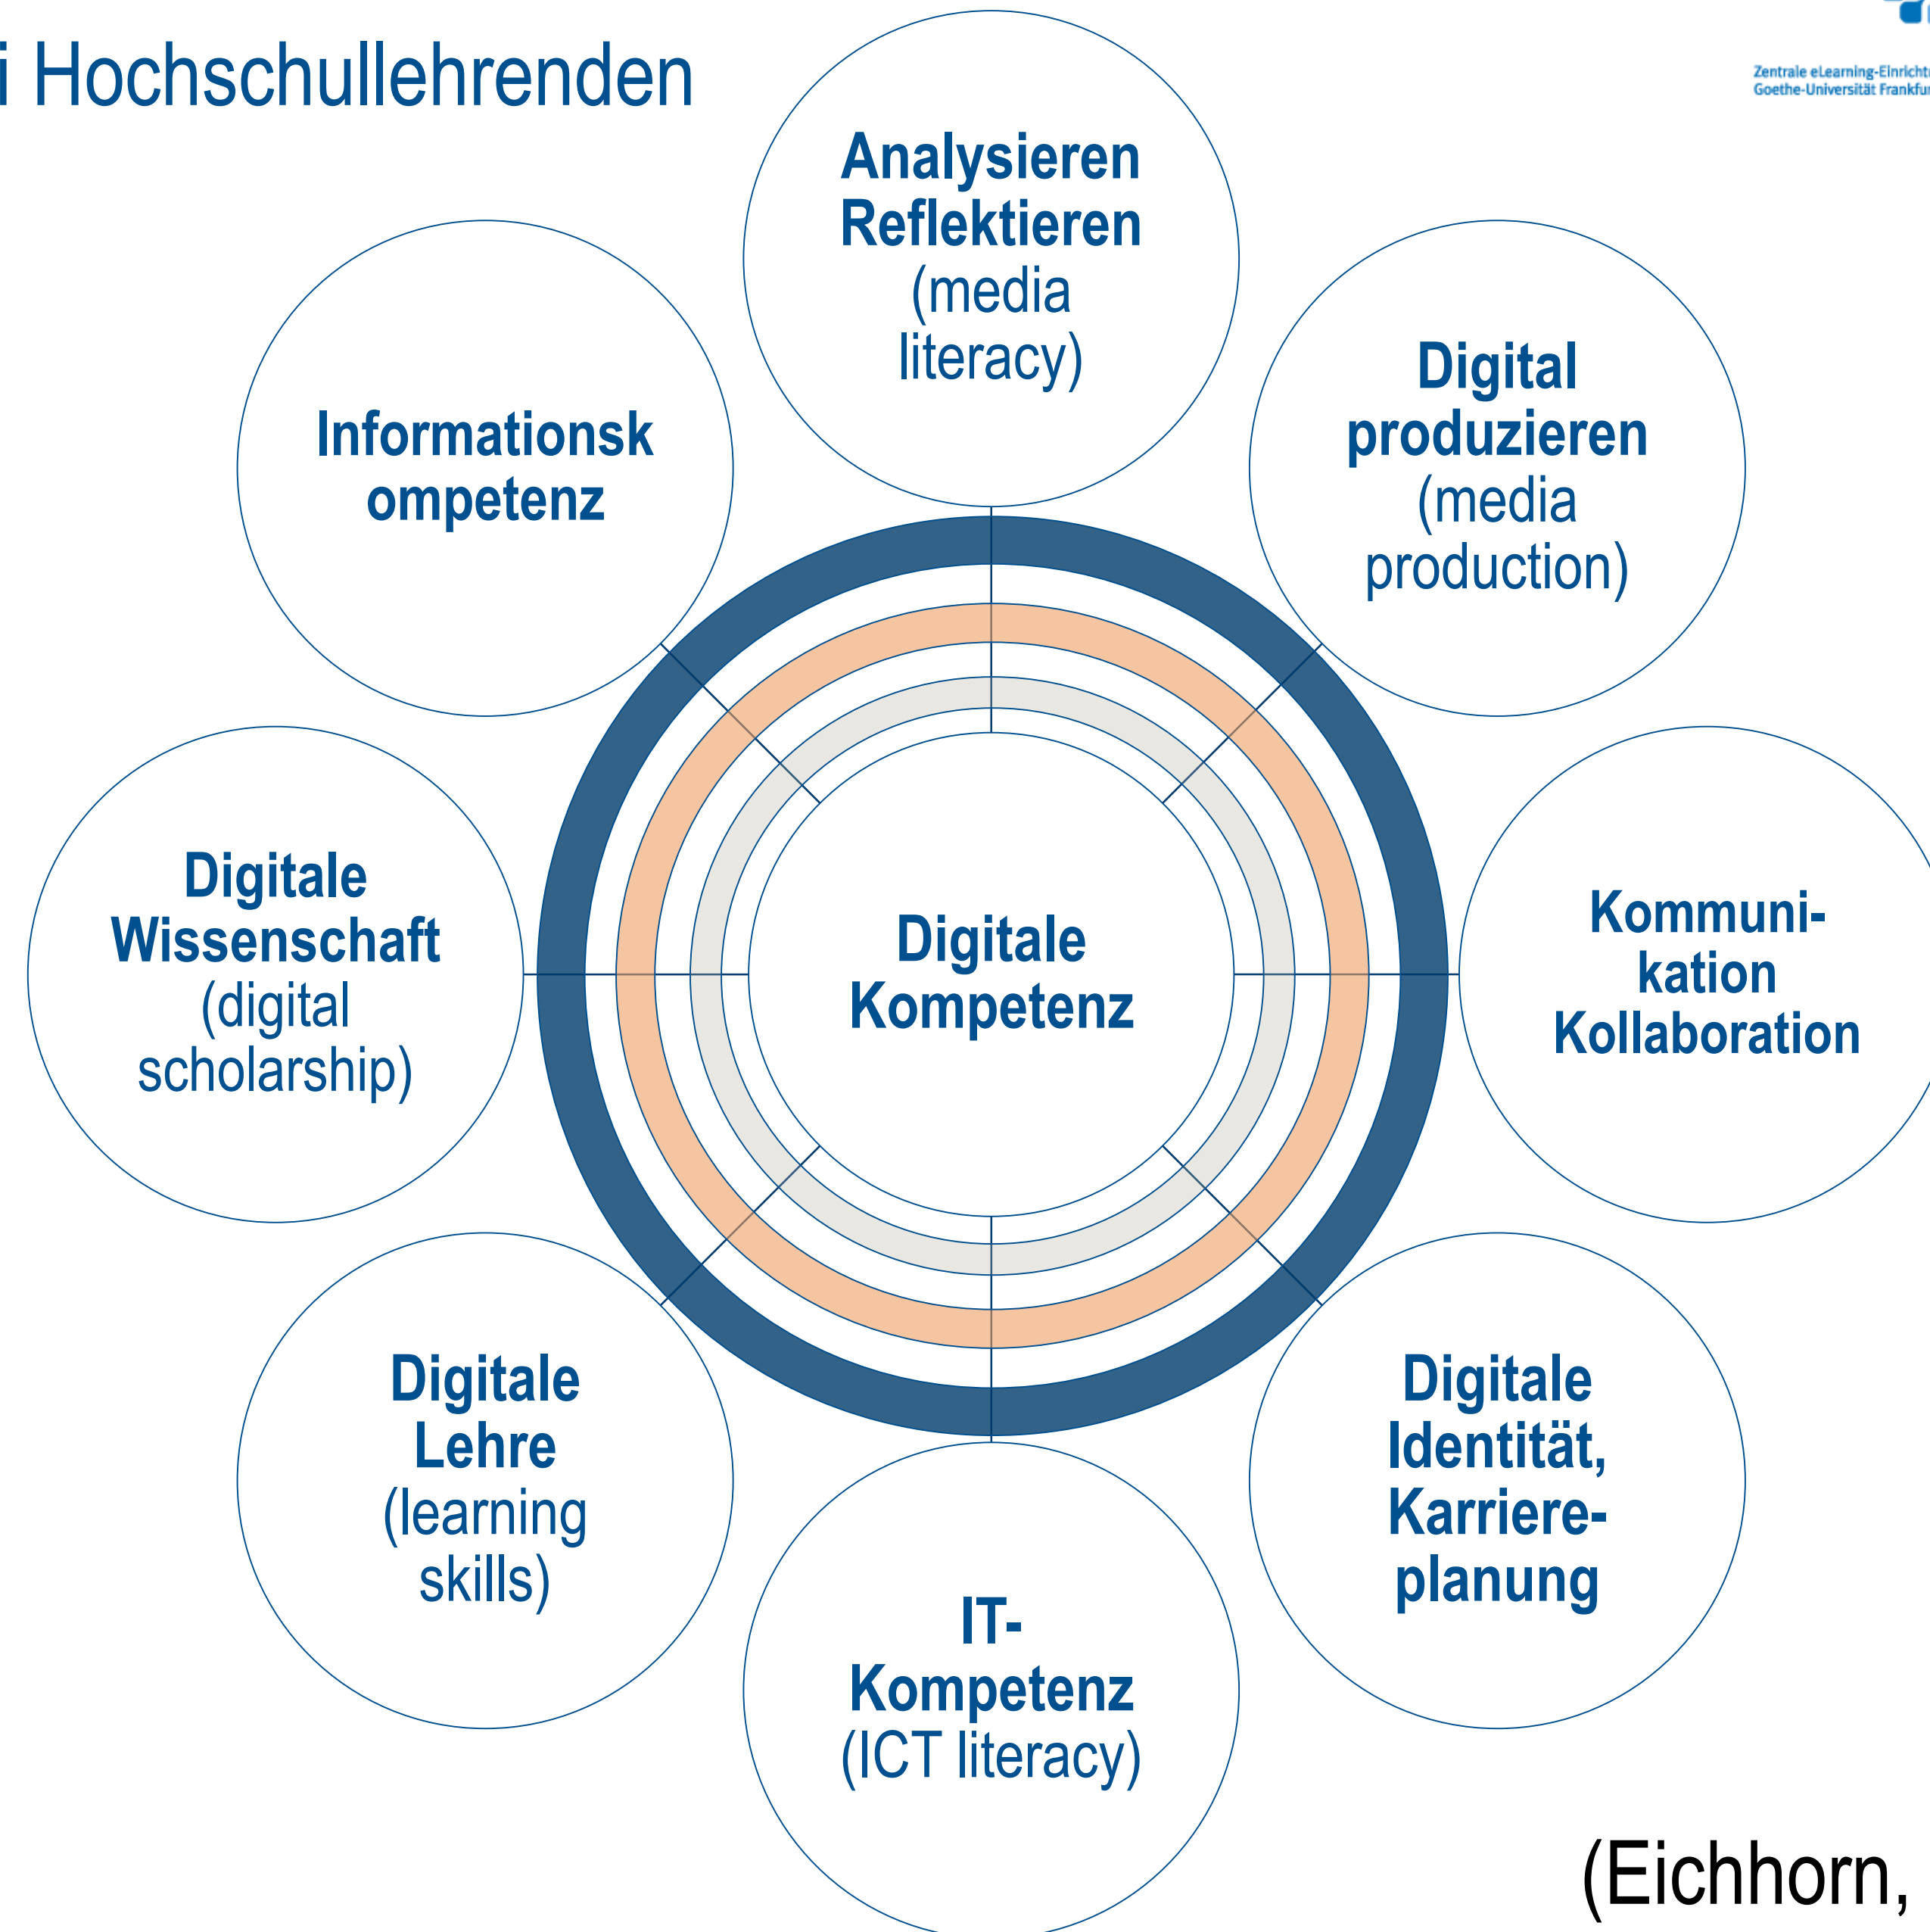 i Hochschullehrenden
Zentrale eLearning-Einricht
Goethe-Universität Frankfur
Analysieren
Reflektieren
(media
literacy)
Digital
produzieren
(media
production)
Kommuni-
kation
Kollaboration
Digitale
Identität,
Karriere-
planung
IT-
Kompetenz
(ICT literacy)
Digitale
Lehre
(learning
skills)
Digitale
Wissenschaft
(digital
scholarship)
Informationsk
ompetenz
Digitale
Kompetenz
(Eichhorn,